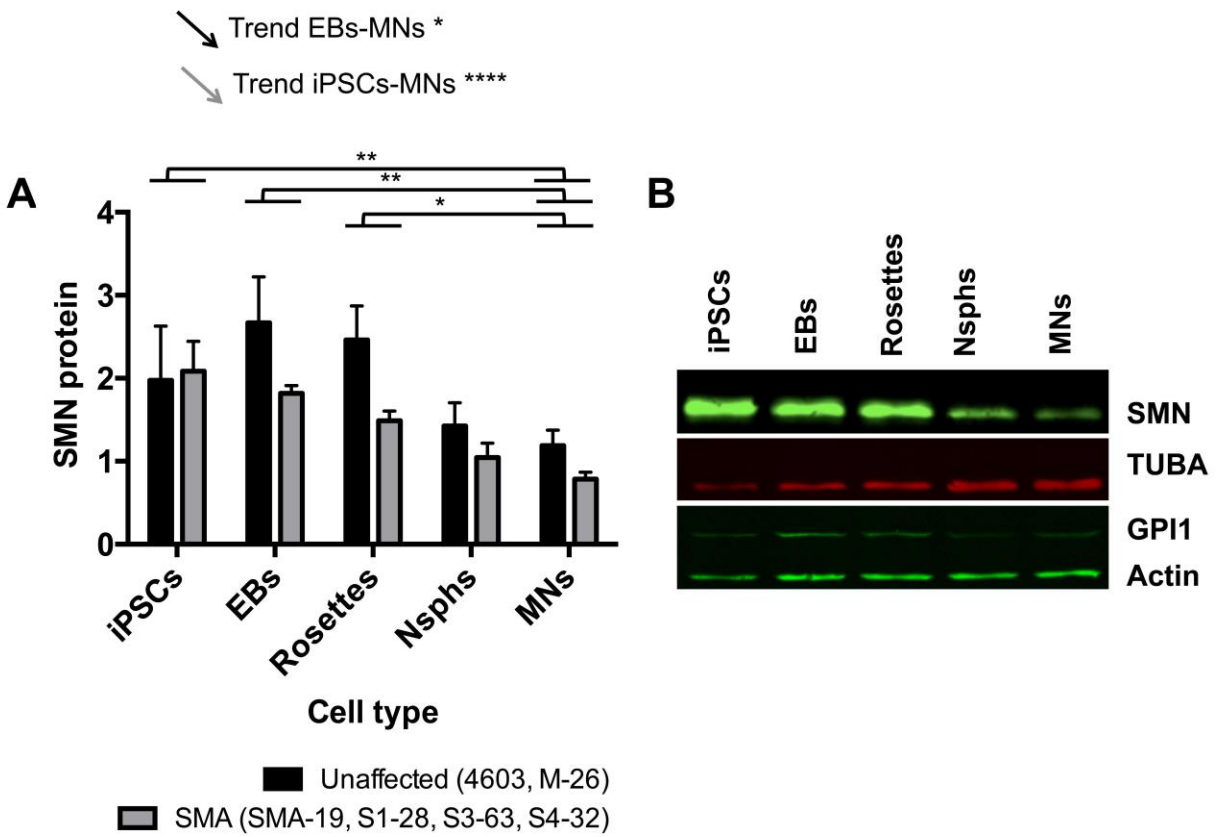 Trend EBs-MNs *
Trend iPSCs-MNs ****
A
**
**
*
4
3
2
1
0
SMN protein
iPSCs
EBs
Rosettes
Nsphs
MNs
Cell type
Unaffected (4603, M-26)
SMA (SMA-19, S1-28, S3-63, S4-32)
B
iPSCs
EBs
Rosettes
Nsphs
MNs
SMN
TUBA
GPI1
Actin